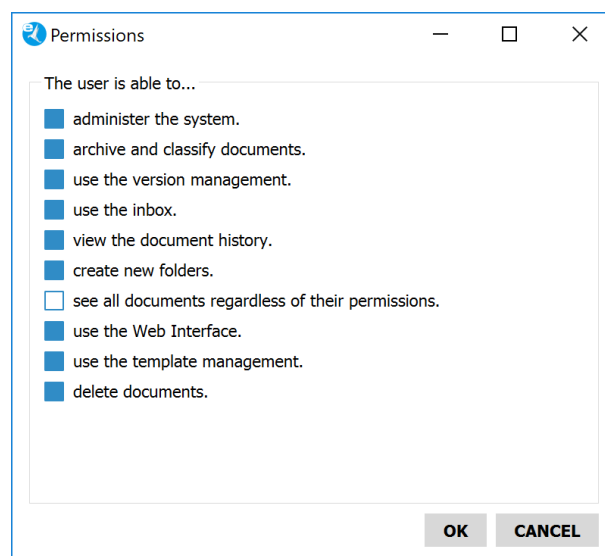 Permissions
The user is able to...
administer the system.
archive and classify documents.
use the version management.
use the inbox.
view the document history.
create new folders.
see all documents regardless of their permissions.
use the Web Interface.
use the template management.
delete documents.
OK CANCEL